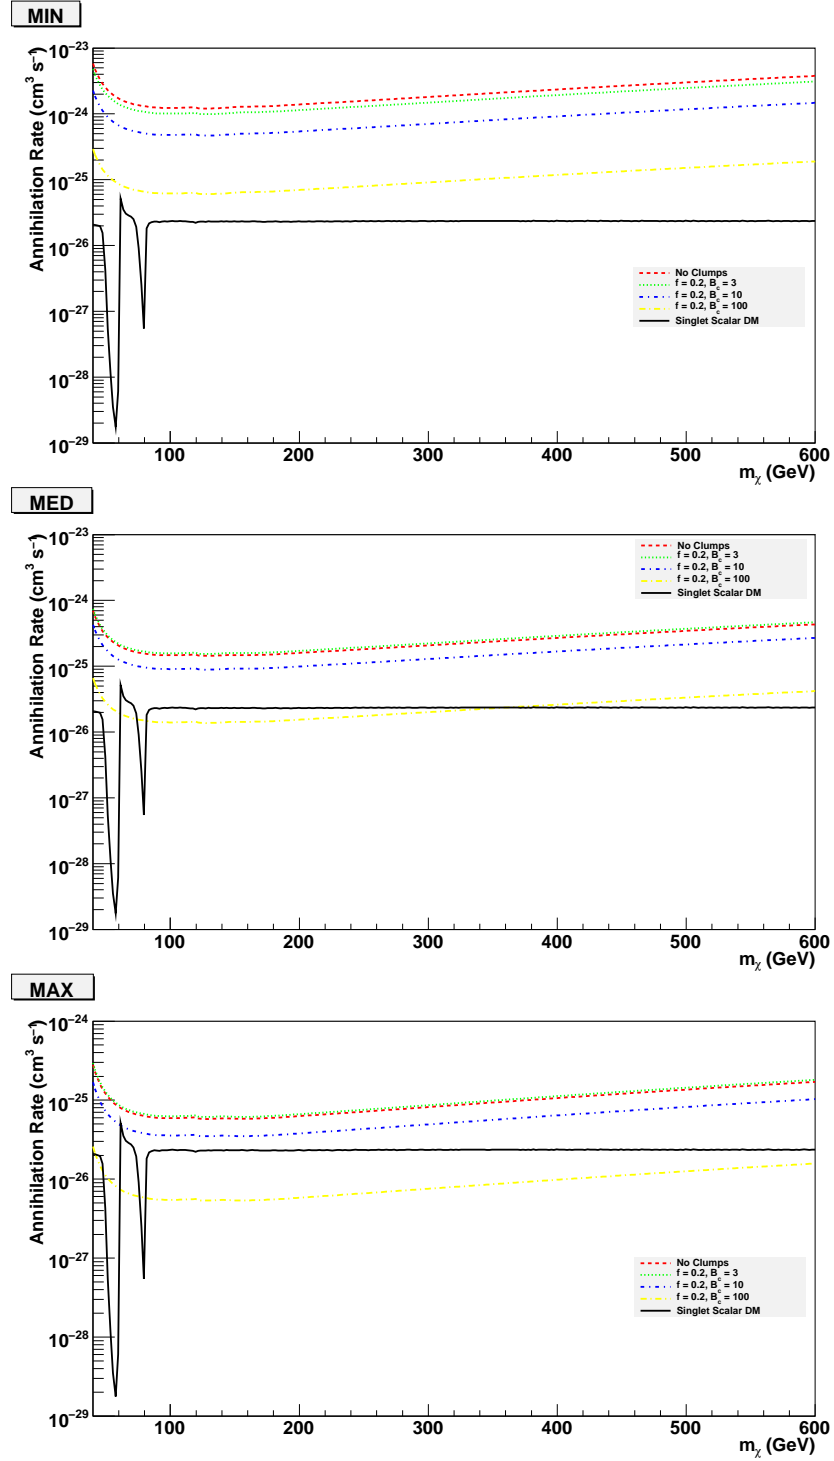 MIN
Annihilation Rate (cm³ s⁻¹)
10⁻²³
10⁻²⁴
10⁻²⁵
10⁻²⁶
10⁻²⁷
10⁻²⁸
10⁻²⁹
No Clumps
f = 0.2, B_c = 3
f = 0.2, B_c = 10
f = 0.2, B_c = 100
Singlet Scalar DM
100 200 300 400 500 600
m_χ (GeV)
MED
Annihilation Rate (cm³ s⁻¹)
10⁻²³
10⁻²⁴
10⁻²⁵
10⁻²⁶
10⁻²⁷
10⁻²⁸
10⁻²⁹
No Clumps
f = 0.2, B_c = 3
f = 0.2, B_c = 10
f = 0.2, B_c = 100
Singlet Scalar DM
100 200 300 400 500 600
m_χ (GeV)
MAX
Annihilation Rate (cm³ s⁻¹)
10⁻²⁴
10⁻²⁵
10⁻²⁶
10⁻²⁷
10⁻²⁸
10⁻²⁹
No Clumps
f = 0.2, B_c = 3
f = 0.2, B_c = 10
f = 0.2, B_c = 100
Singlet Scalar DM
100 200 300 400 500 600
m_χ (GeV)